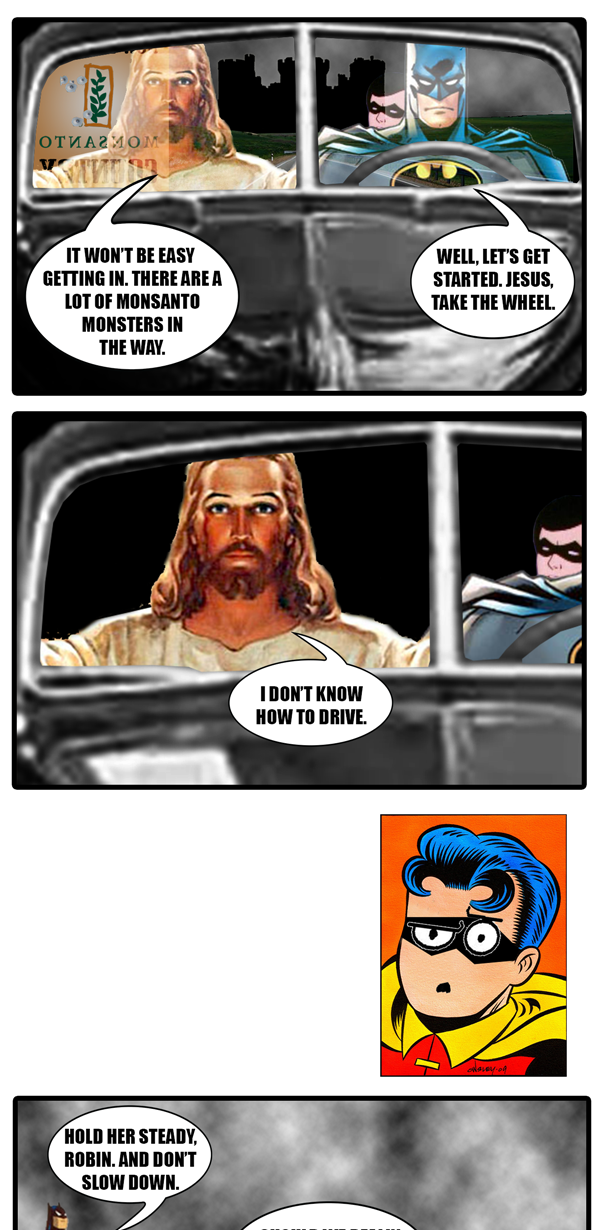 MONSANTO
IT WON'T BE EASY
GETTING IN. THERE ARE A
LOT OF MONSANTO
MONSTERS IN
THE WAY.
WELL, LET'S GET
STARTED. JESUS,
TAKE THE WHEEL.
I DON'T KNOW
HOW TO DRIVE.
HOLD HER STEADY,
ROBIN. AND DON'T
SLOW DOWN.